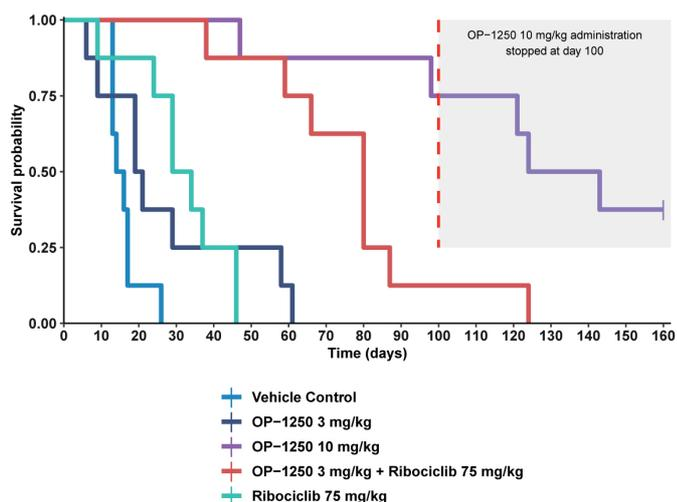 OP−1250 10 mg/kg administration
stopped at day 100
Survival probability
1.00
0.75
0.50
0.25
0.00
0 10 20 30 40 50 60 70 80 90 100 110 120 130 140 150 160
Time (days)
Vehicle Control
OP−1250 3 mg/kg
OP−1250 10 mg/kg
OP−1250 3 mg/kg + Ribociclib 75 mg/kg
Ribociclib 75 mg/kg